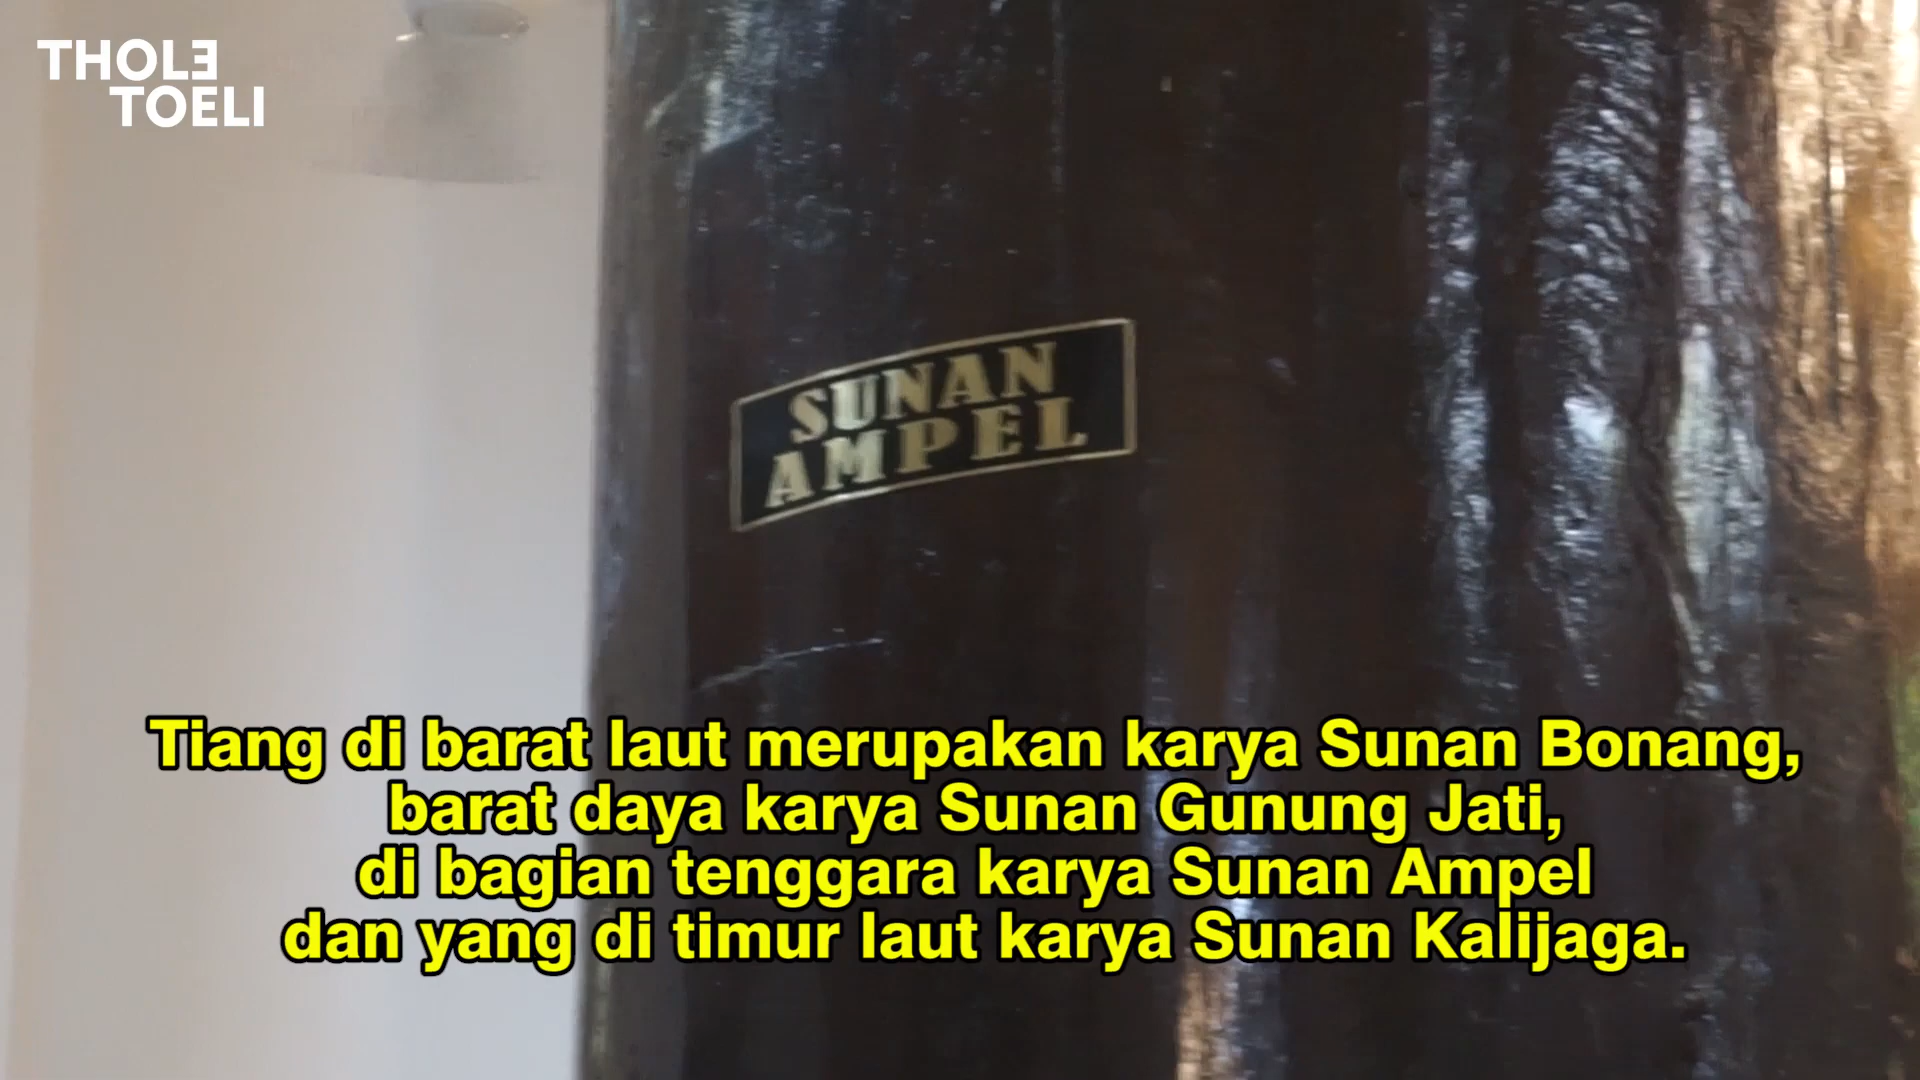 THOLE
TOELI
SUNAN
AMPEL
Tiang di barat laut merupakan karya Sunan Bonang,
barat daya karya Sunan Gunung Jati,
di bagian tenggara karya Sunan Ampel
dan yang di timur laut karya Sunan Kalijaga.